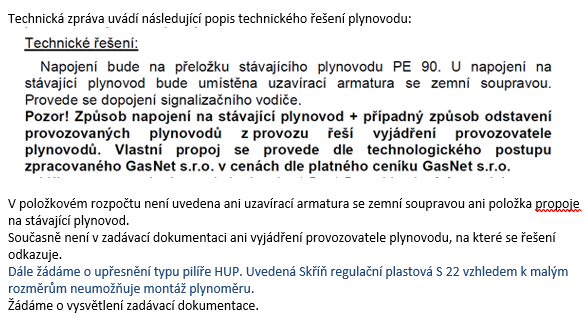 Technická zpráva uvádí následující popis technického řešení plynovodu:
Technické řešení:
Napojení bude na přeložku stávajícího plynovodu PE 90. U napojení na
stávající plynovod bude umístěna uzavírací armatura se zemní soupravou.
Provede se dopojení signalizačního vodiče.
Pozor! Způsob napojení na stávající plynovod + případný způsob odstavení
provozovaných plynovodů z provozu řeší vyjádření provozovatele
plynovodů. Vlastní propoj se provede dle technologického postupu
zpracovaného GasNet s.r.o. v cenách dle platného ceníku GasNet s.r.o.
V položkovém rozpočtu není uvedena ani uzavírací armatura se zemní soupravou ani položka propoje
na stávající plynovod.
Současně není v zadávací dokumentaci ani vyjádření provozovatele plynovodu, na které se řešení
odkazuje.
Dále žádáme o upřesnění typu pilíře HUP. Uvedená Skříň regulační plastová S 22 vzhledem k malým
rozměrům neumožňuje montáž plynoměru.
Žádáme o vysvětlení zadávací dokumentace.